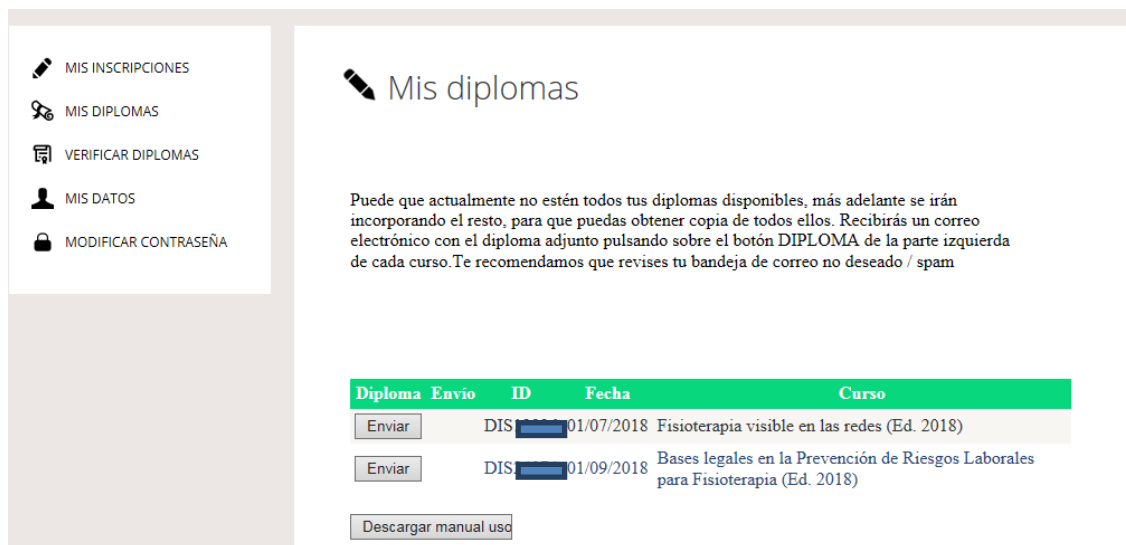 MIS INSCRIPCIONES
MIS DIPLOMAS
VERIFICAR DIPLOMAS
MIS DATOS
MODIFICAR CONTRASEÑA
Mis diplomas
Puede que actualmente no estén todos tus diplomas disponibles, más adelante se irán
incorporando el resto, para que puedas obtener copia de todos ellos. Recibirás un correo
electrónico con el diploma adjunto pulsando sobre el botón DIPLOMA de la parte izquierda
de cada curso.Te recomendamos que revises tu bandeja de correo no deseado / spam
Diploma Envío ID Fecha Curso
Enviar DIS 01/07/2018 Fisioterapia visible en las redes (Ed. 2018)
Enviar DIS 01/09/2018 Bases legales en la Prevención de Riesgos Laborales
para Fisioterapia (Ed. 2018)
Descargar manual uso